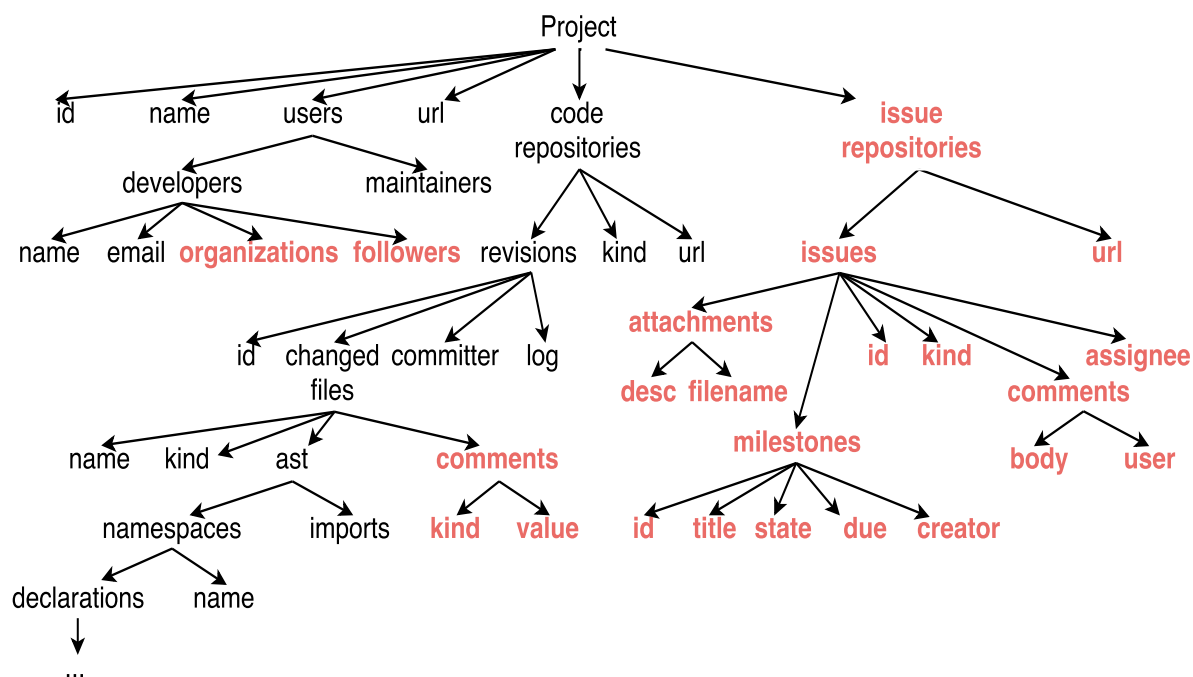 Project
id name users url code issue
repositories repositories
developers maintainers
name email organizations followers revisions kind url issues url
attachments
id changed committer log id kind assignee
files desc filename comments
milestones
name kind ast comments body user
namespaces imports kind value id title state due creator
declarations name
...